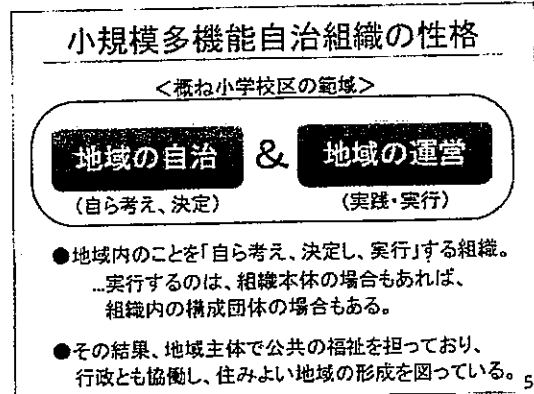 小規模多機能自治組織の性格
<概ね小学校区の範域>
地域の自治 & 地域の運営
(自ら考え、決定) (実践・実行)
●地域内のことを「自ら考え、決定し、実行」する組織。
…実行するのは、組織本体の場合もあれば、
組織内の構成団体の場合もある。
●その結果、地域主体で公共の福祉を担っており、
行政とも協働し、住みよい地域の形成を図っている。
5